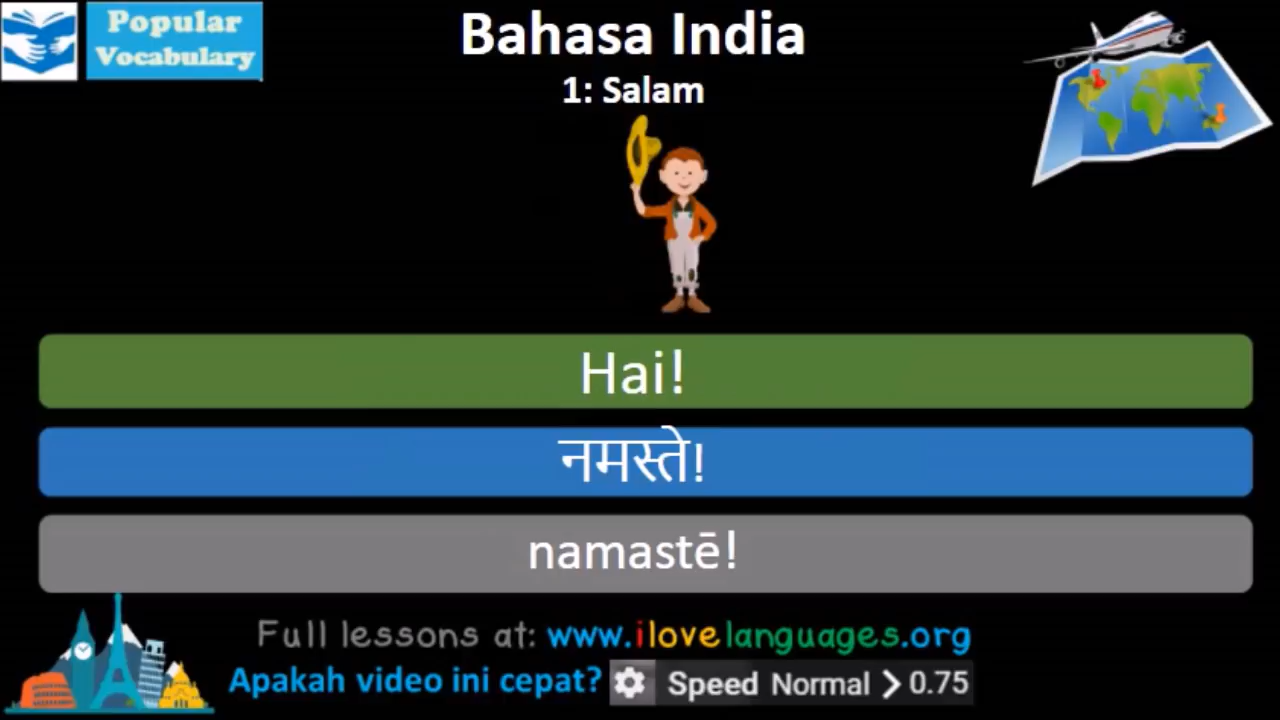 Popular
Vocabulary
Bahasa India
1: Salam
Hai!
नमस्ते!
namastē!
Full lessons at: www.ilovelanguages.org
Apakah video ini cepat? Speed Normal > 0.75